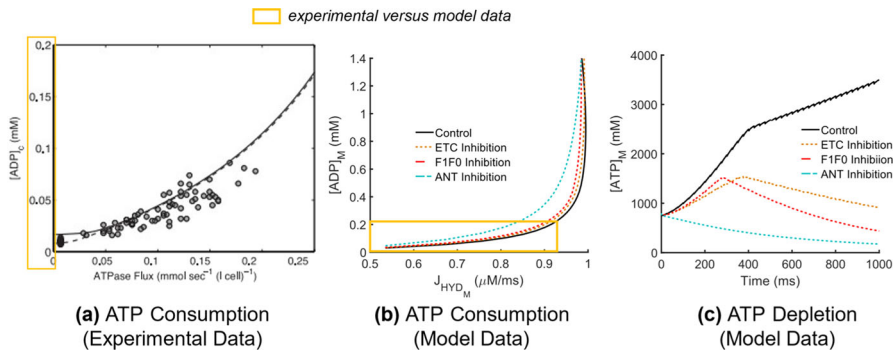 experimental versus model data
0,2
0,15
0,1
0,05
0
[ADP]c (mM)
0 0,05 0,1 0,15 0,2 0,25
ATPase Flux (mmol sec⁻¹ (l cell)⁻¹)
(a) ATP Consumption
(Experimental Data)
1.4
1.2
1
0.8
0.6
0.4
0.2
0
[ADP]M (mM)
Control
ETC Inhibition
F1F0 Inhibition
ANT Inhibition
0.5 0.6 0.7 0.8 0.9 1
JHYDM (μM/ms)
(b) ATP Consumption
(Model Data)
4000
3500
3000
2500
2000
1500
1000
500
0
[ATP]M (mM)
Control
ETC Inhibition
F1F0 Inhibiion
ANT Inhibition
0 200 400 600 800 1000
Time (ms)
(c) ATP Depletion
(Model Data)